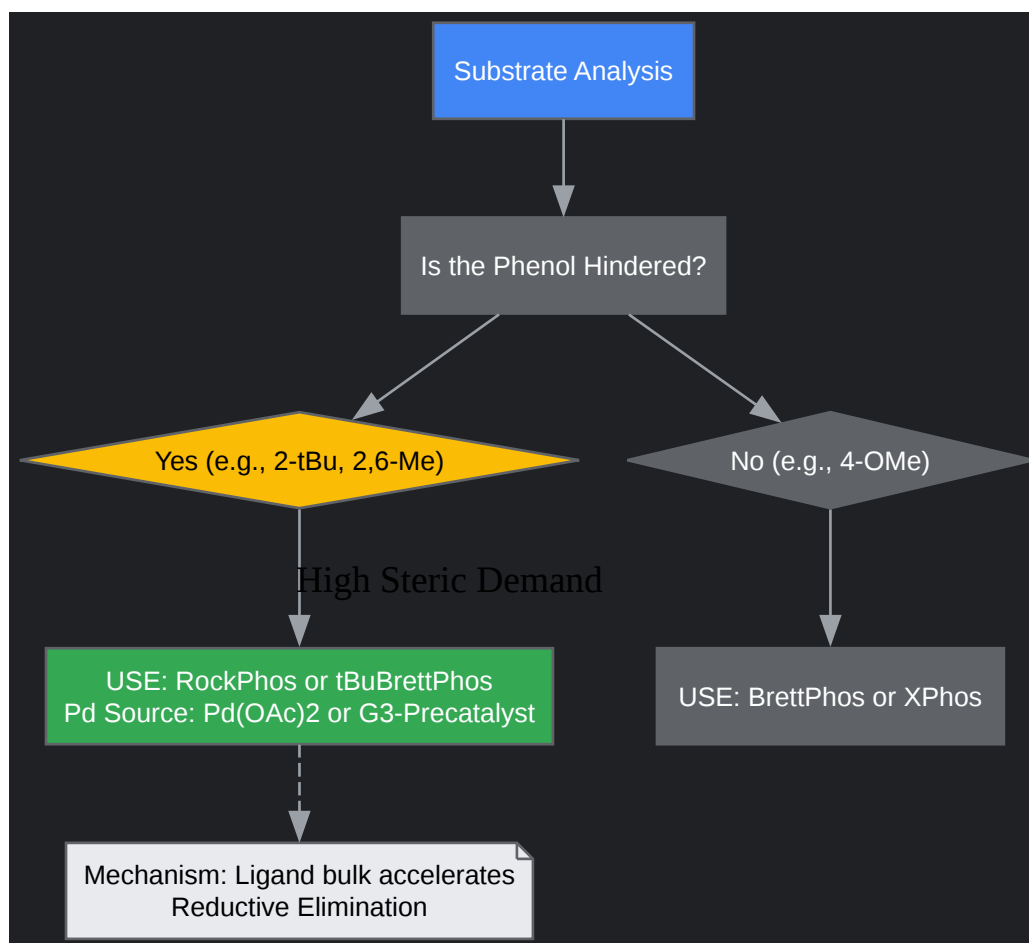 Substrate Analysis
Is the Phenol Hindered?
Yes (e.g., 2-tBu, 2,6-Me)
No (e.g., 4-OMe)
High Steric Demand
USE: RockPhos or tBuBrettPhos
Pd Source: Pd(OAc)2 or G3-Precatalyst
USE: BrettPhos or XPhos
Mechanism: Ligand bulk accelerates
Reductive Elimination